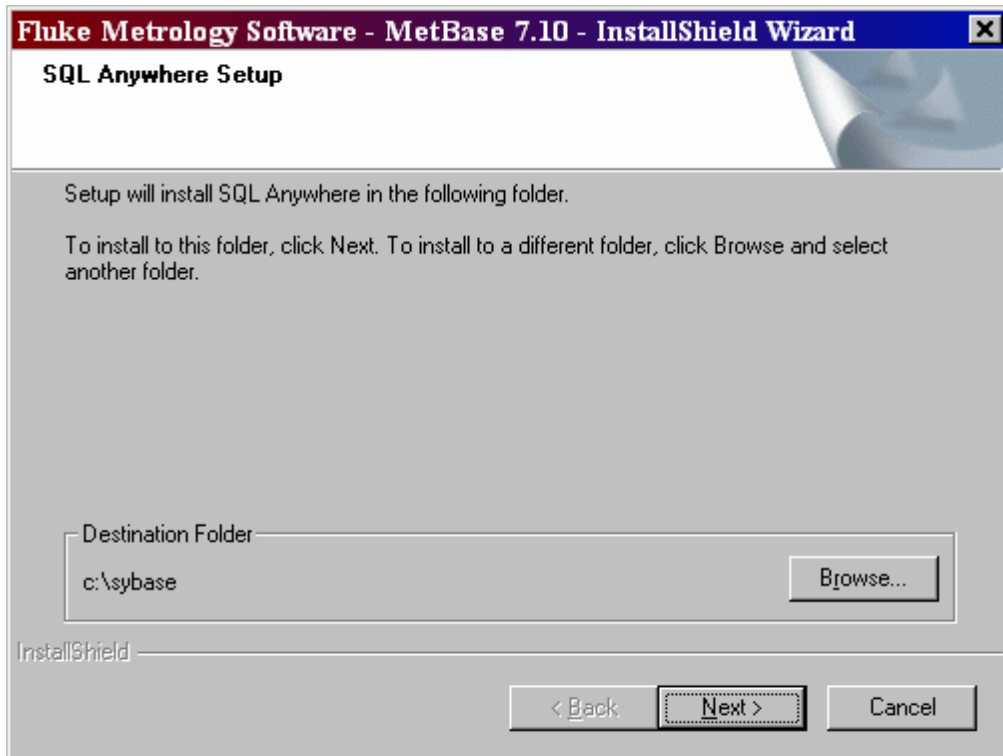 Fluke Metrology Software - MetBase 7.10 - InstallShield Wizard
SQL Anywhere Setup
Setup will install SQL Anywhere in the following folder.
To install to this folder, click Next. To install to a different folder, click Browse and select
another folder.
Destination Folder
c:\sybase
Browse...
InstallShield
< Back
Next >
Cancel